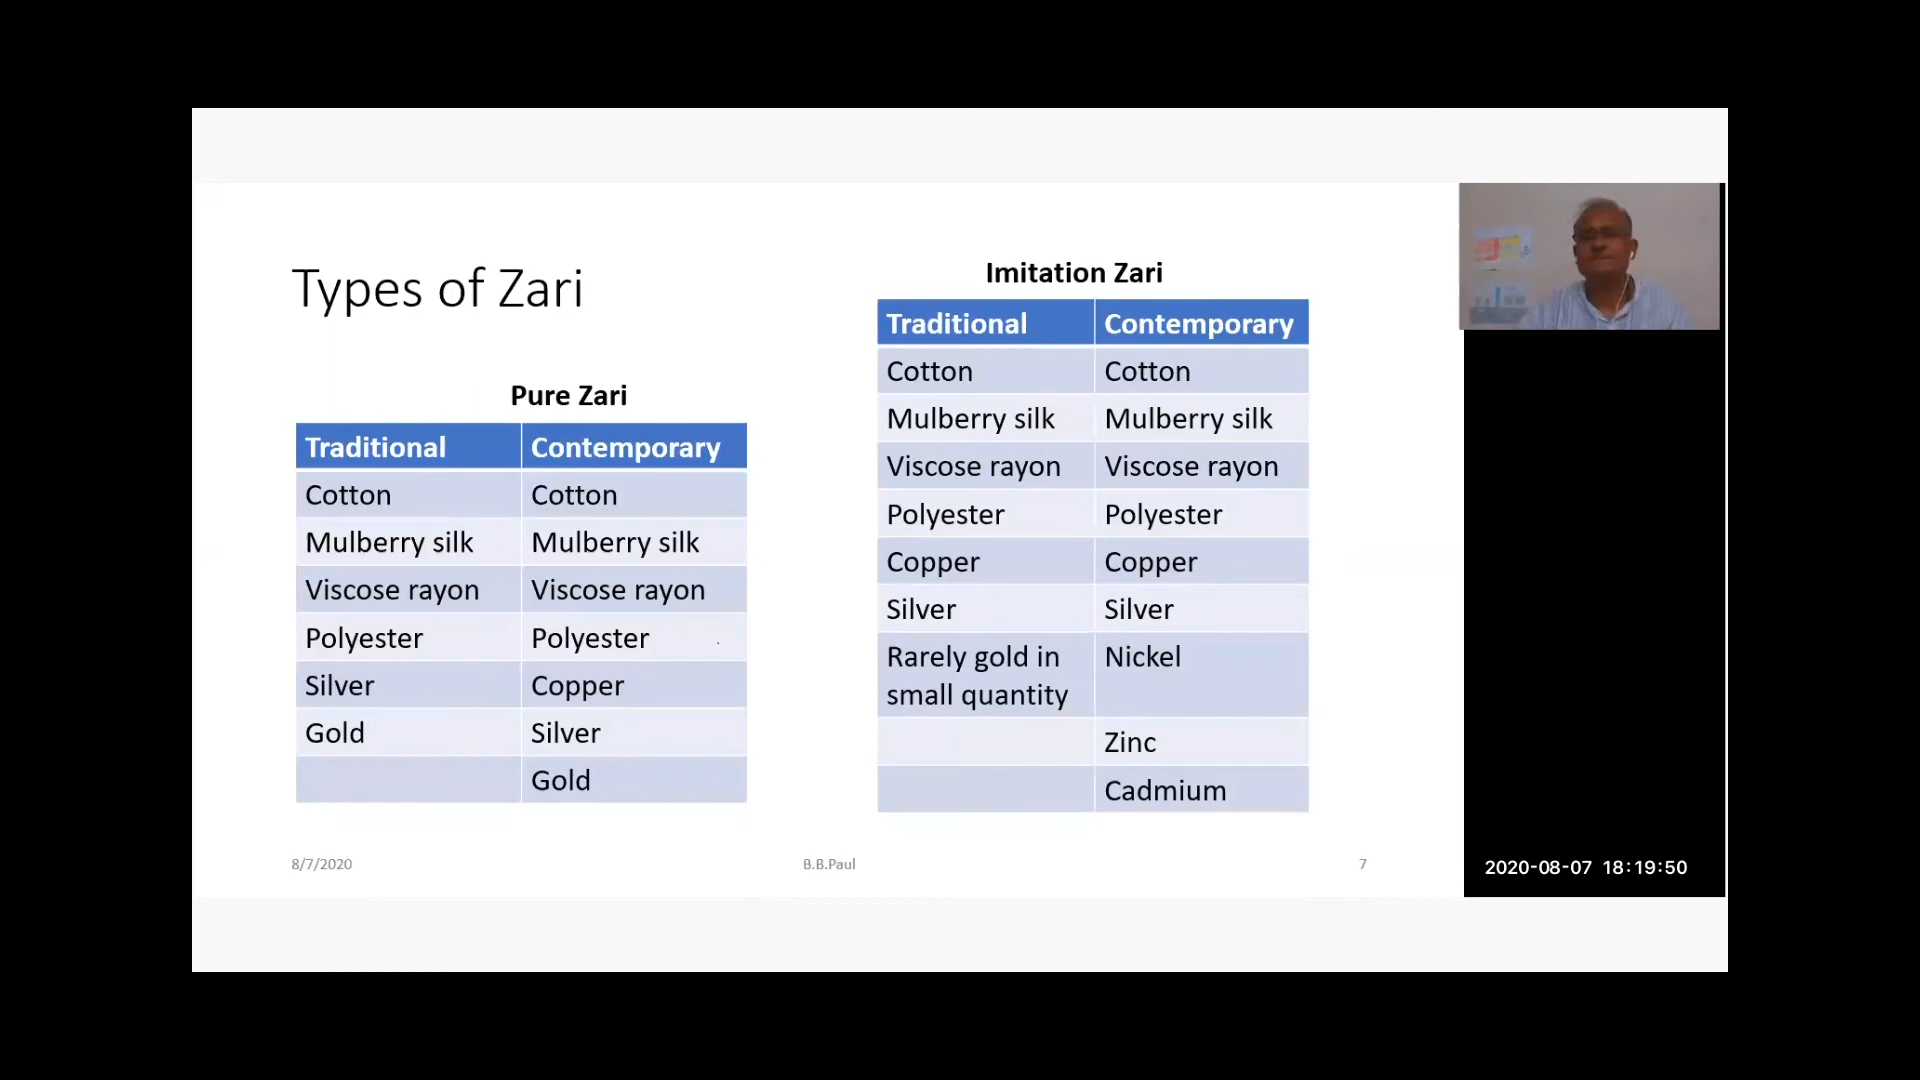 Types of Zari
Pure Zari
Traditional Contemporary
Cotton Cotton
Mulberry silk Mulberry silk
Viscose rayon Viscose rayon
Polyester Polyester
Silver Copper
Gold Silver
Gold
Imitation Zari
Traditional Contemporary
Cotton Cotton
Mulberry silk Mulberry silk
Viscose rayon Viscose rayon
Polyester Polyester
Copper Copper
Silver Silver
Rarely gold in Nickel
small quantity
Zinc
Cadmium
8/7/2020 B.B.Paul 7
2020-08-07 18:19:50